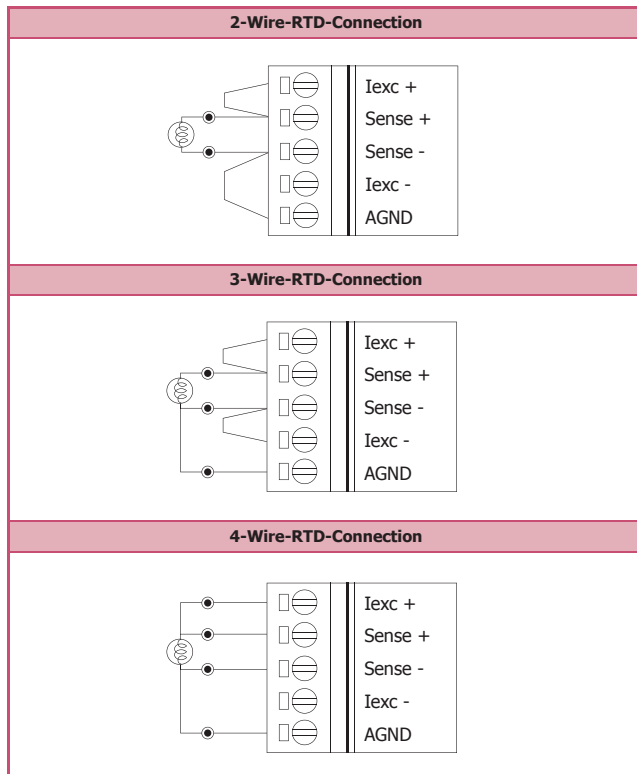 2-Wire-RTD-Connection
Iexc +
Sense +
Sense -
Iexc -
AGND
3-Wire-RTD-Connection
Iexc +
Sense +
Sense -
Iexc -
AGND
4-Wire-RTD-Connection
Iexc +
Sense +
Sense -
Iexc -
AGND